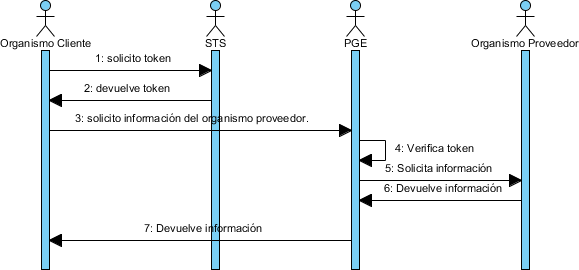 Organismo Cliente
STS
PGE
Organismo Proveedor
1: solicito token
2: devuelve token
3: solicito información del organismo proveedor.
4: Verifica token
5: Solicita información
6: Devuelve información
7: Devuelve información